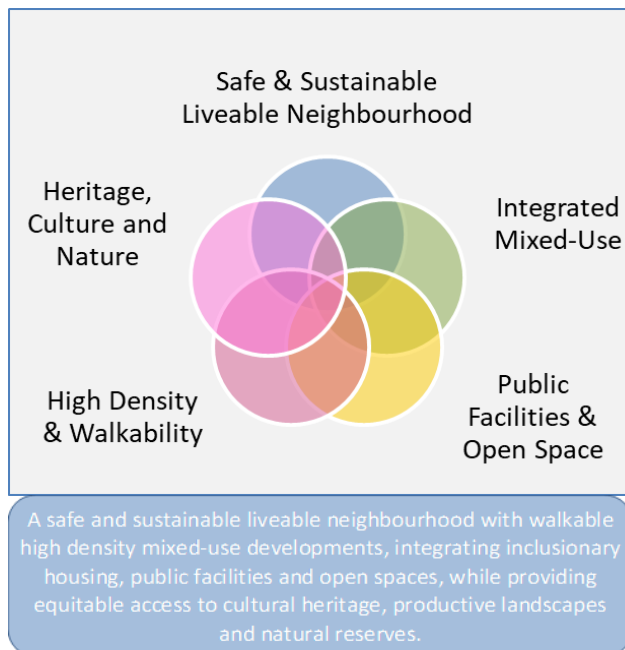 Safe & Sustainable
Liveable Neighbourhood
Heritage,
Culture and
Nature
Integrated
Mixed-Use
High Density
& Walkability
Public
Facilities &
Open Space
A safe and sustainable liveable neighbourhood with walkable
high density mixed-use developments, integrating inclusionary
housing, public facilities and open spaces, while providing
equitable access to cultural heritage, productive landscapes
and natural reserves.